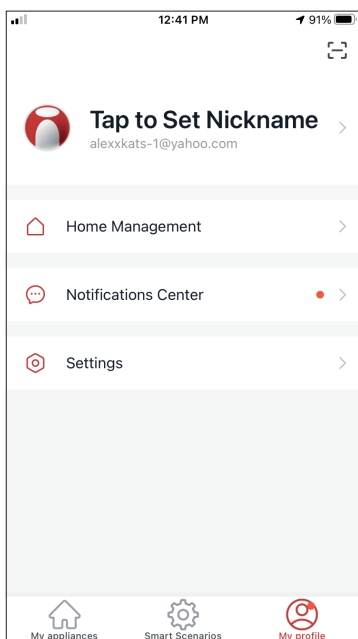 12:41 PM
91%
Tap to Set Nickname
alexxkats-1@yahoo.com
Home Management
Notifications Center
Settings
My appliances
Smart Scenarios
My profile